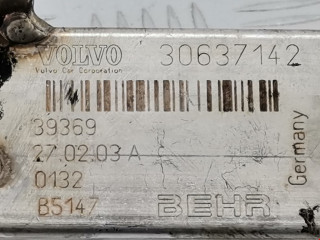 VOLVO 30637142
Volvo Car Corporation
39369
27.02.03 A
0132
B5147 BEHR
Germany